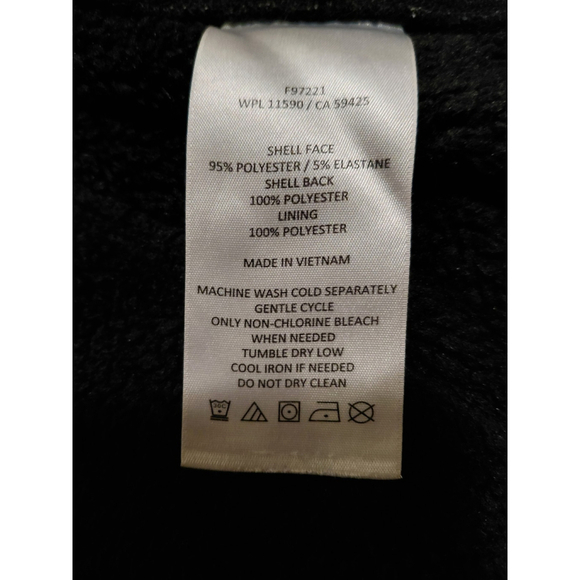 F97221
WPL 11590 / CA 59425
SHELL FACE
95% POLYESTER / 5% ELASTANE
SHELL BACK
100% POLYESTER
LINING
100% POLYESTER
MADE IN VIETNAM
MACHINE WASH COLD SEPARATELY
GENTLE CYCLE
ONLY NON-CHLORINE BLEACH
WHEN NEEDED
TUMBLE DRY LOW
COOL IRON IF NEEDED
DO NOT DRY CLEAN
30C